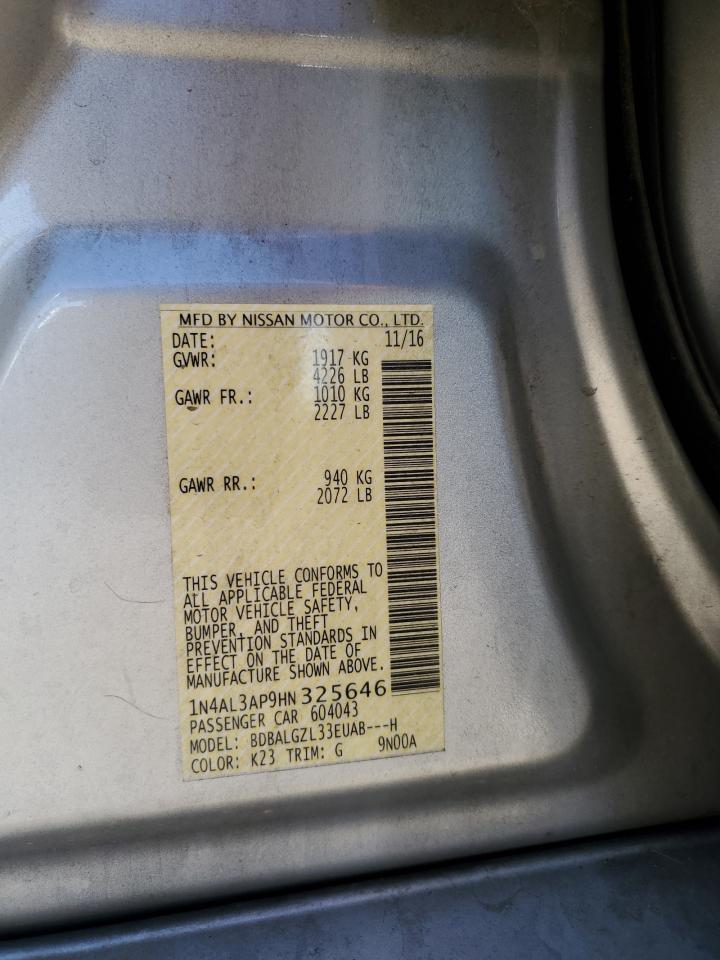 MFD BY NISSAN MOTOR CO., LTD.
DATE: 11/16
GVWR: 1917 KG
4226 LB
GAWR FR.: 1010 KG
2227 LB
GAWR RR.: 940 KG
2072 LB
THIS VEHICLE CONFORMS TO
ALL APPLICABLE FEDERAL
MOTOR VEHICLE SAFETY,
BUMPER, AND THEFT
PREVENTION STANDARDS IN
EFFECT ON THE DATE OF
MANUFACTURE SHOWN ABOVE.
1N4AL3AP9HN325646
PASSENGER CAR 604043
MODEL: BDBALGZL33EUAB---H
COLOR: K23 TRIM: G 9N00A